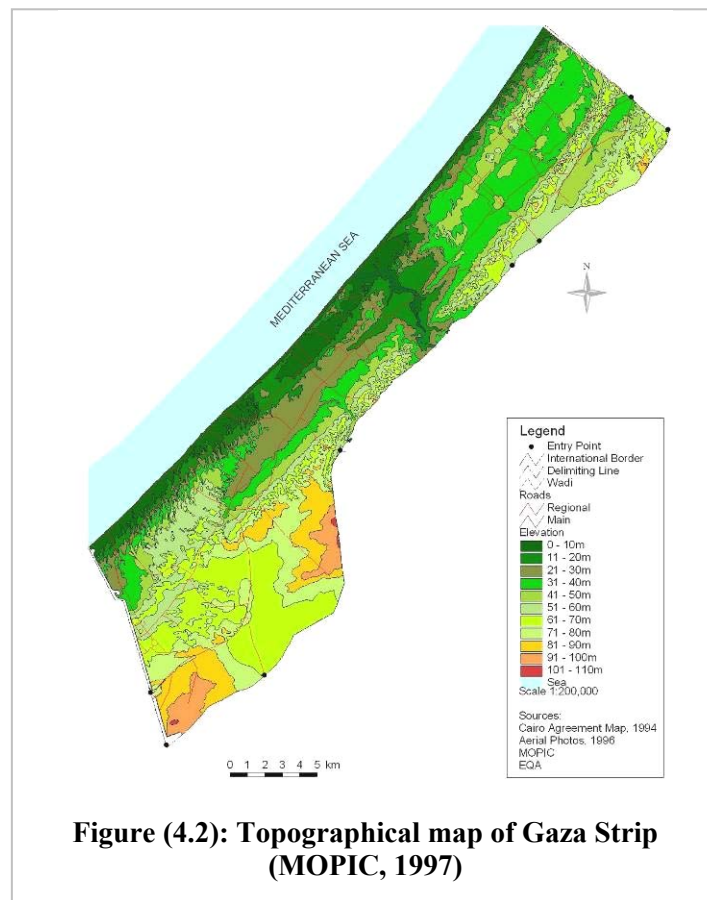 MEDITERRANEAN SEA
N
Legend
Entry Point
International Border
Delimiting Line
Wadi
Roads
Regional
Main
Elevation
0 - 10m
11 - 20m
21 - 30m
31 - 40m
41 - 50m
51 - 60m
61 - 70m
71 - 80m
81 - 90m
91 - 100m
101 - 110m
Sea
Scale 1:200,000
Sources:
Cairo Agreement Map, 1994
Aerial Photos, 1996
MOPIC
EQA
0 1 2 3 4 5 km
Figure (4.2): Topographical map of Gaza Strip
(MOPIC, 1997)